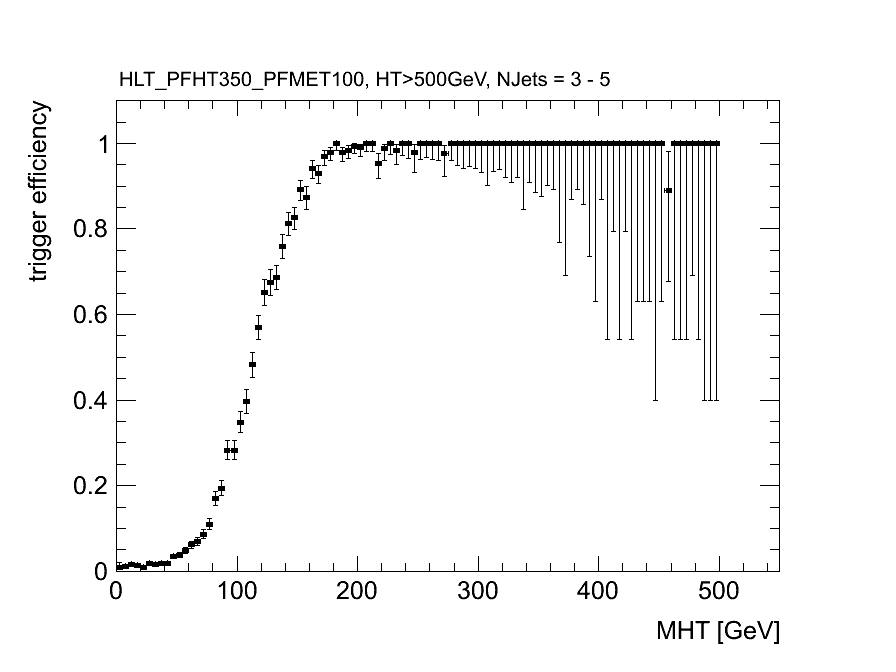 HLT_PFHT350_PFMET100, HT>500GeV, NJets = 3 - 5
trigger efficiency
1
0.8
0.6
0.4
0.2
0
0 100 200 300 400 500
MHT [GeV]